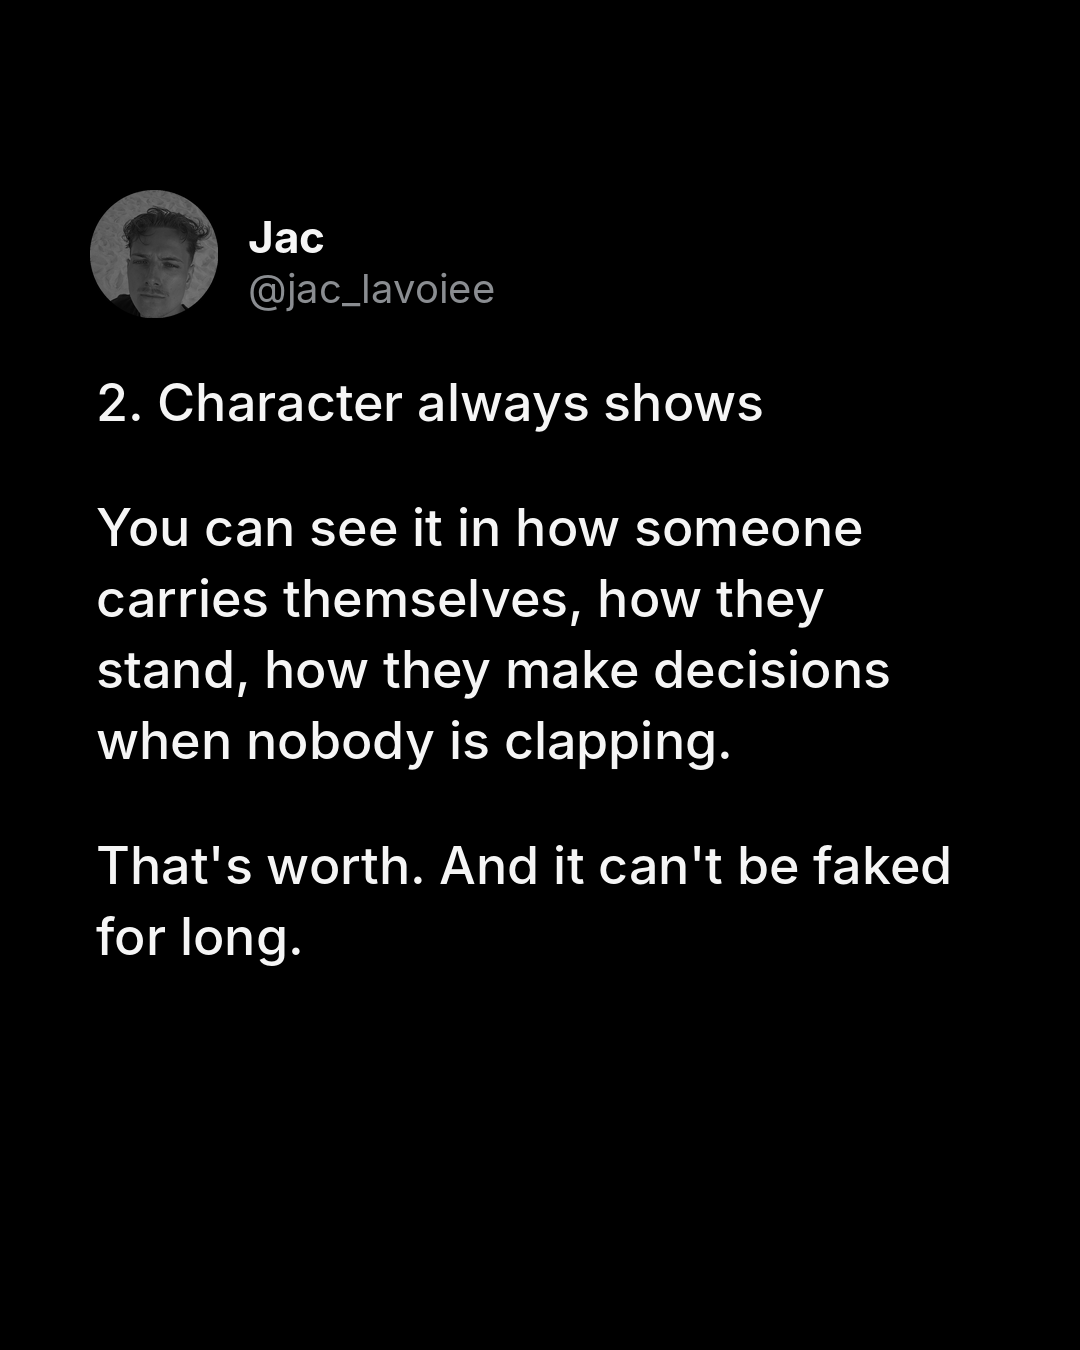 Jac
@jac_lavoiee
2. Character always shows
You can see it in how someone
carries themselves, how they
stand, how they make decisions
when nobody is clapping.
That's worth. And it can't be faked
for long.